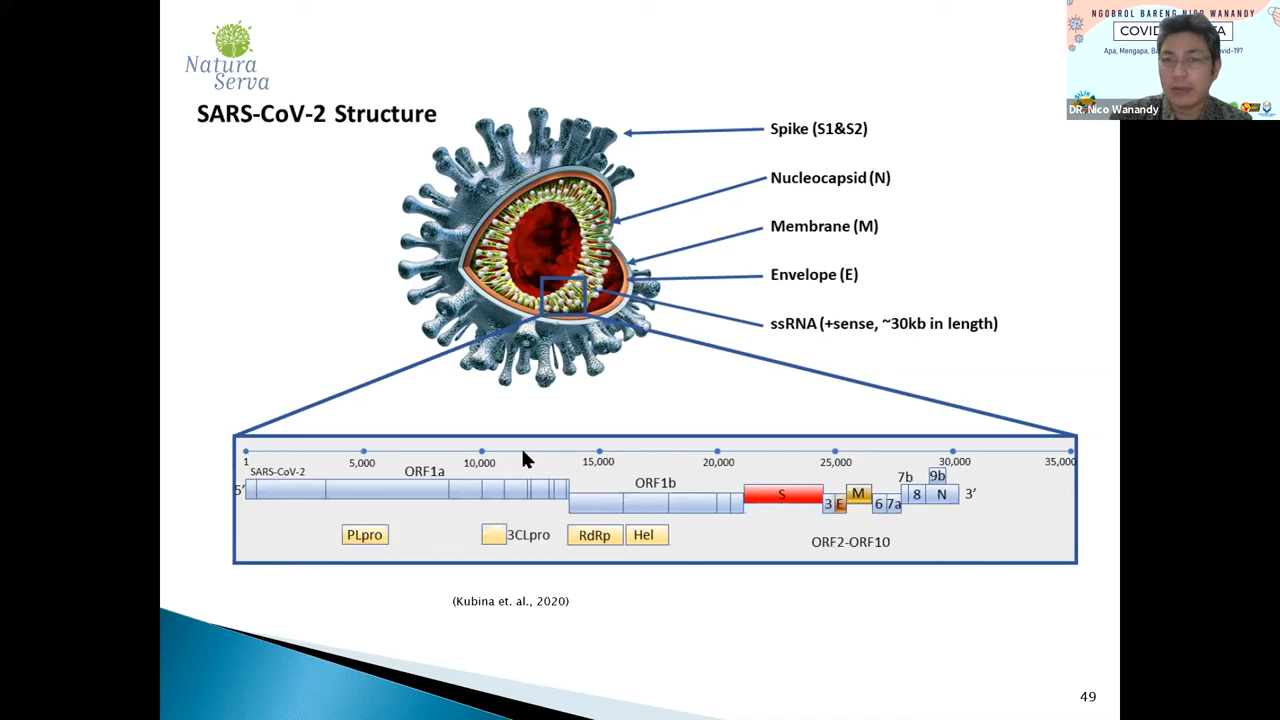 Natura
Serva
SARS-CoV-2 Structure
Spike (S1&S2)
Nucleocapsid (N)
Membrane (M)
Envelope (E)
ssRNA (+sense, ~30kb in length)
1 5,000 10,000 15,000 20,000 25,000 30,000 35,000
SARS-CoV-2 ORF1a ORF1b 7b 9b
5’ S 3 E M 6 7a 8 N 3’
PLpro 3CLpro RdRp Hel ORF2-ORF10
(Kubina et. al., 2020)
49
NGOBROL BARENG NICO WANANDY
COVID
Apa, Mengapa,
DR. Nico Wanandy